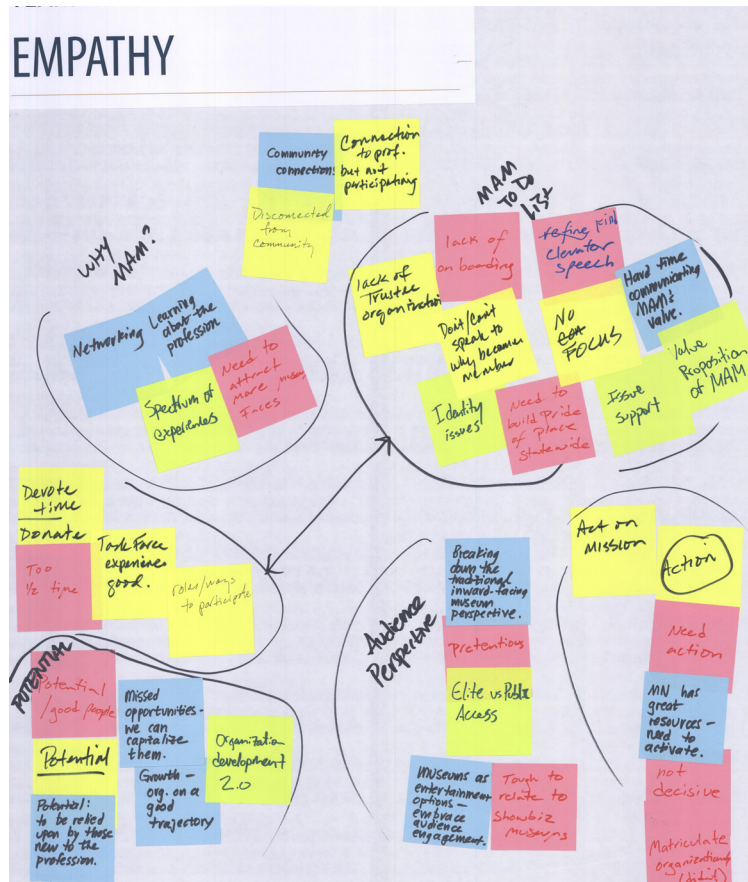 EMPATHY
Community
connections
Connection
to prof.
but not
participating
Disconnected
from
community
WHY
MAM?
Networking
Learning
about the
profession
Spectrum of
experiences
Need to
attract
more
Faces
MAM
TO DO
LIST
lack of
on boading
refining Find
elevator
speech
Hard time
communicating
MAM's
value.
lack of
Trustee
organization
Don't/Can't
speak to
why become
member
NO
FOCUS
Value
Proposition
of MAM
Identity
issues
Need to
build Pride
of Place
Statewide
Issue
support
Devote
time
Donate
Too
1/2 time
Task Force
experience
good.
roles/ways
to participate
POTENTIAL
Potential
/good people
Potential
Potential:
to be relied
upon by those
new to the
profession.
Missed
opportunities-
we can
capitalize
them.
Growth -
org. on a
good
trajectory
Organization
development
2.0
Audience
Perspective
Breaking
down the
traditional
inward-facing
museum
perspective.
pretentious
Elite vs Public
Access
Museums as
entertainment
options -
embrace
audience
engagement.
Tough to
relate to
showbiz
museums
Act on
Mission
Action
Need
action
MN has
great
resources -
need to
activate.
not
decisive
Matriculate
organizations